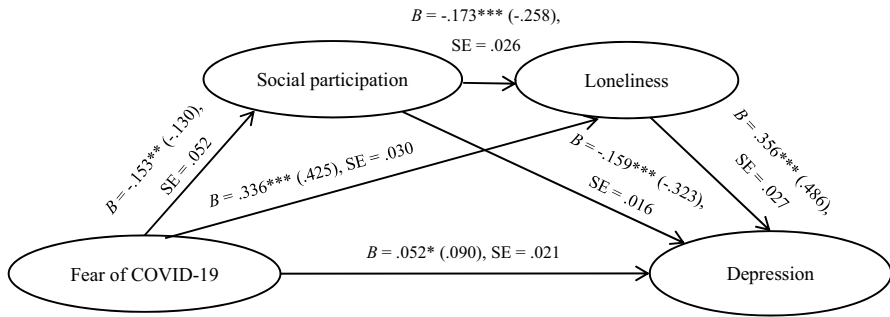 B = -.173*** (-.258),
SE = .026
Social participation
Loneliness
B = -.153** (-.130),
SE = .052
B = .336*** (.425), SE = .030
B = -.159*** (-.323),
SE = .016
B = .356*** (.486),
SE = .027
Fear of COVID-19
B = .052* (.090), SE = .021
Depression